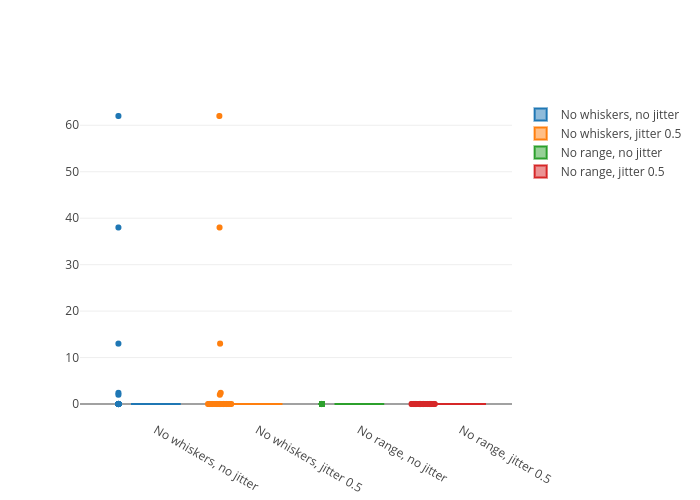 60
50
40
30
20
10
0
No whiskers, no jitter
No whiskers, jitter 0.5
No range, no jitter
No range, jitter 0.5
No whiskers, no jitter
No whiskers, jitter 0.5
No range, no jitter
No range, jitter 0.5